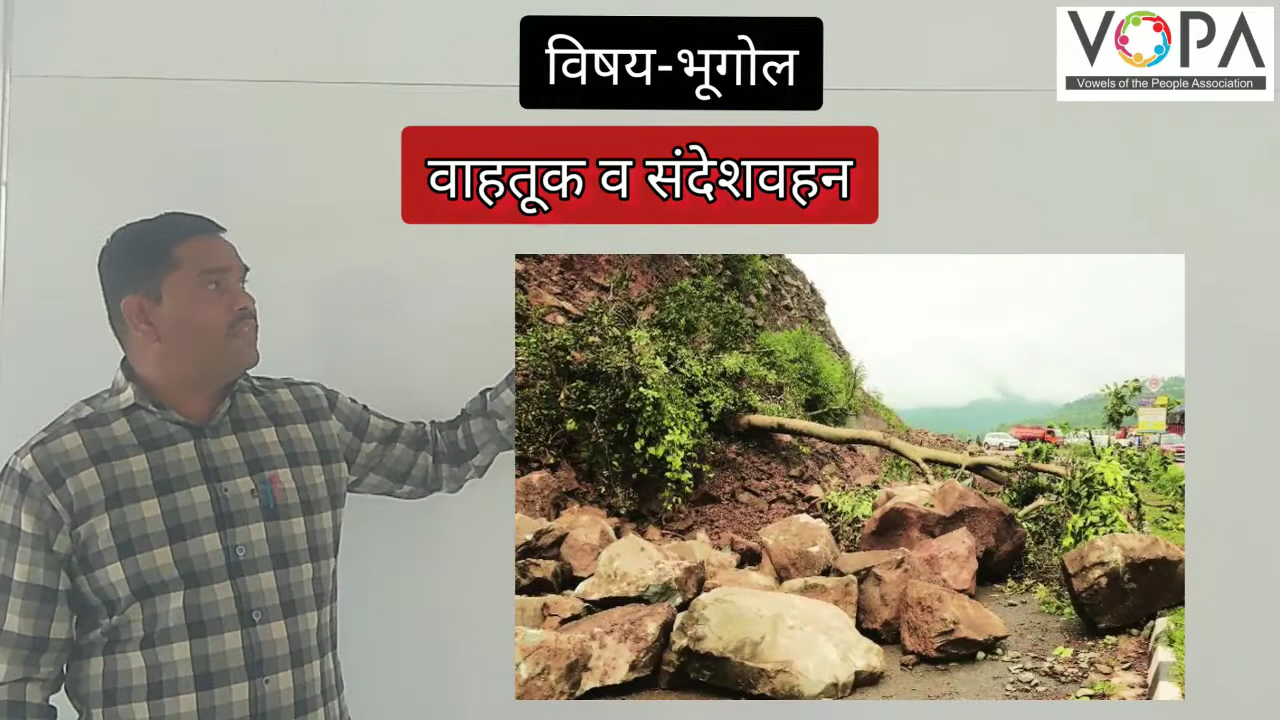 विषय-भूगोल
VOPA
Vowels of the People Association
वाहतूक व संदेशवहन